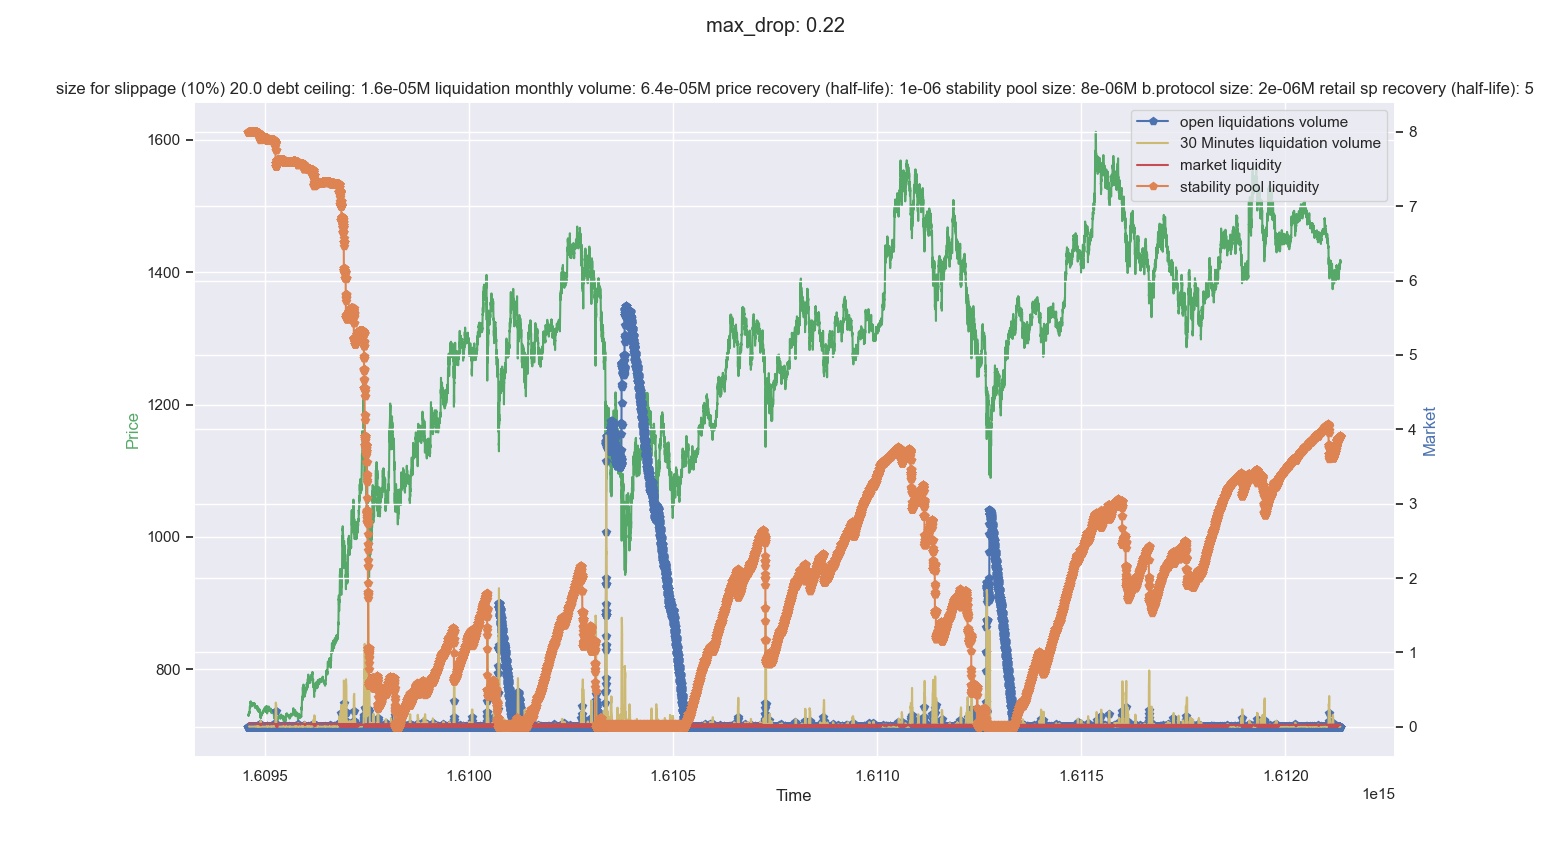 max_drop: 0.22
size for slippage (10%) 20.0 debt ceiling: 1.6e-05M liquidation monthly volume: 6.4e-05M price recovery (half-life): 1e-06 stability pool size: 8e-06M b.protocol size: 2e-06M retail sp recovery (half-life): 5
open liquidations volume
30 Minutes liquidation volume
market liquidity
stability pool liquidity
1600
1400
1200
1000
800
Price
8
7
6
5
4
3
2
1
0
Market
1.6095
1.6100
1.6105
1.6110
1.6115
1.6120
Time
1e15